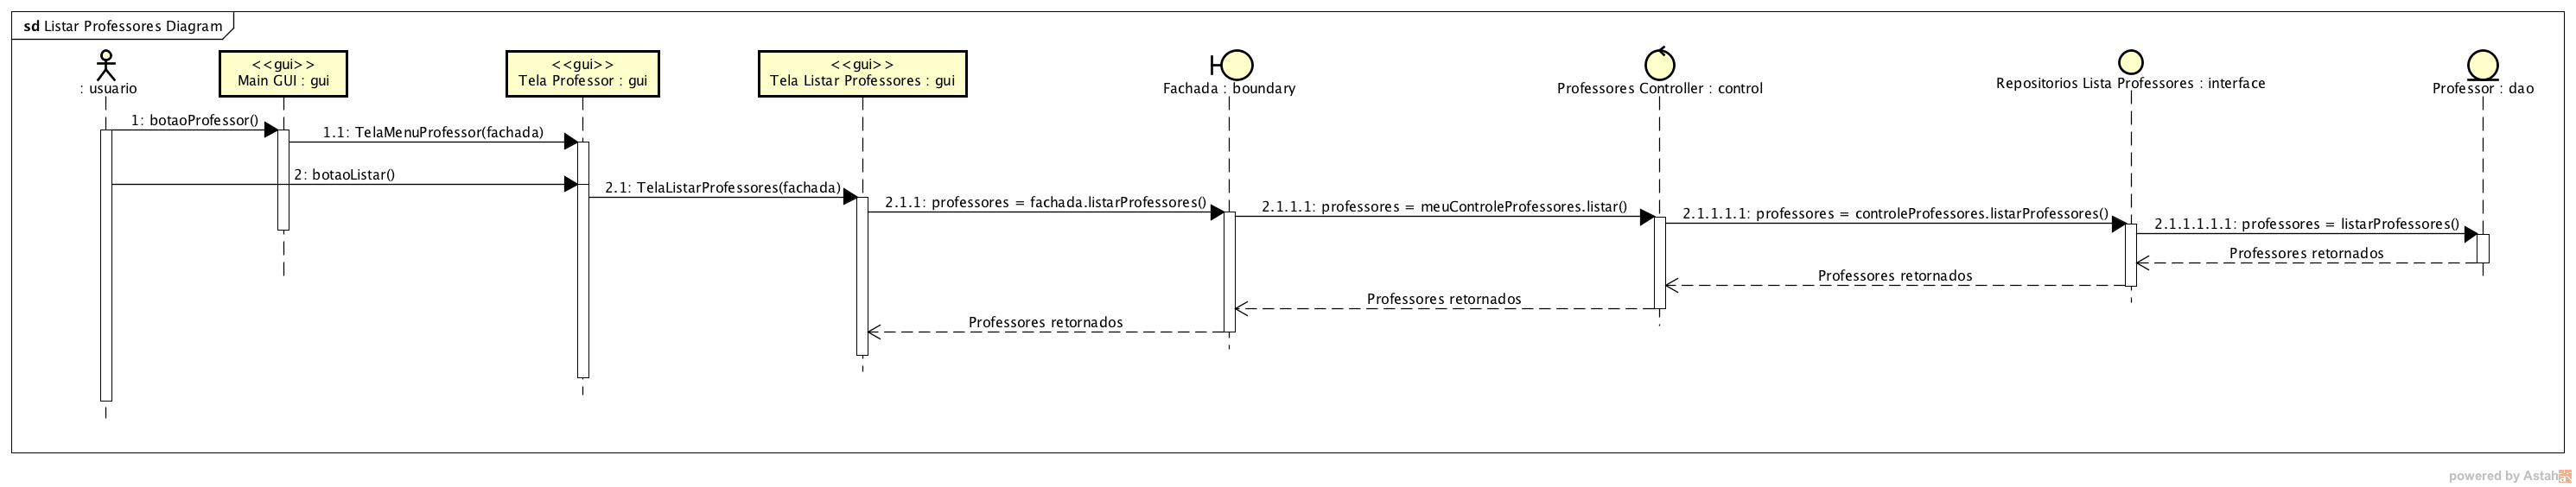 sd Listar Professores Diagram
: usuario
<<gui>>
Main GUI : gui
<<gui>>
Tela Professor : gui
<<gui>>
Tela Listar Professores : gui
Fachada : boundary
Professores Controller : control
Repositorios Lista Professores : interface
Professor : dao
1: botaoProfessor()
1.1: TelaMenuProfessor(fachada)
2: botaoListar()
2.1: TelaListarProfessores(fachada)
2.1.1: professores = fachada.listarProfessores()
2.1.1.1: professores = meuControleProfessores.listar()
2.1.1.1.1: professores = controleProfessores.listarProfessores()
2.1.1.1.1.1: professores = listarProfessores()
Professores retornados
Professores retornados
Professores retornados
Professores retornados
powered by Astah